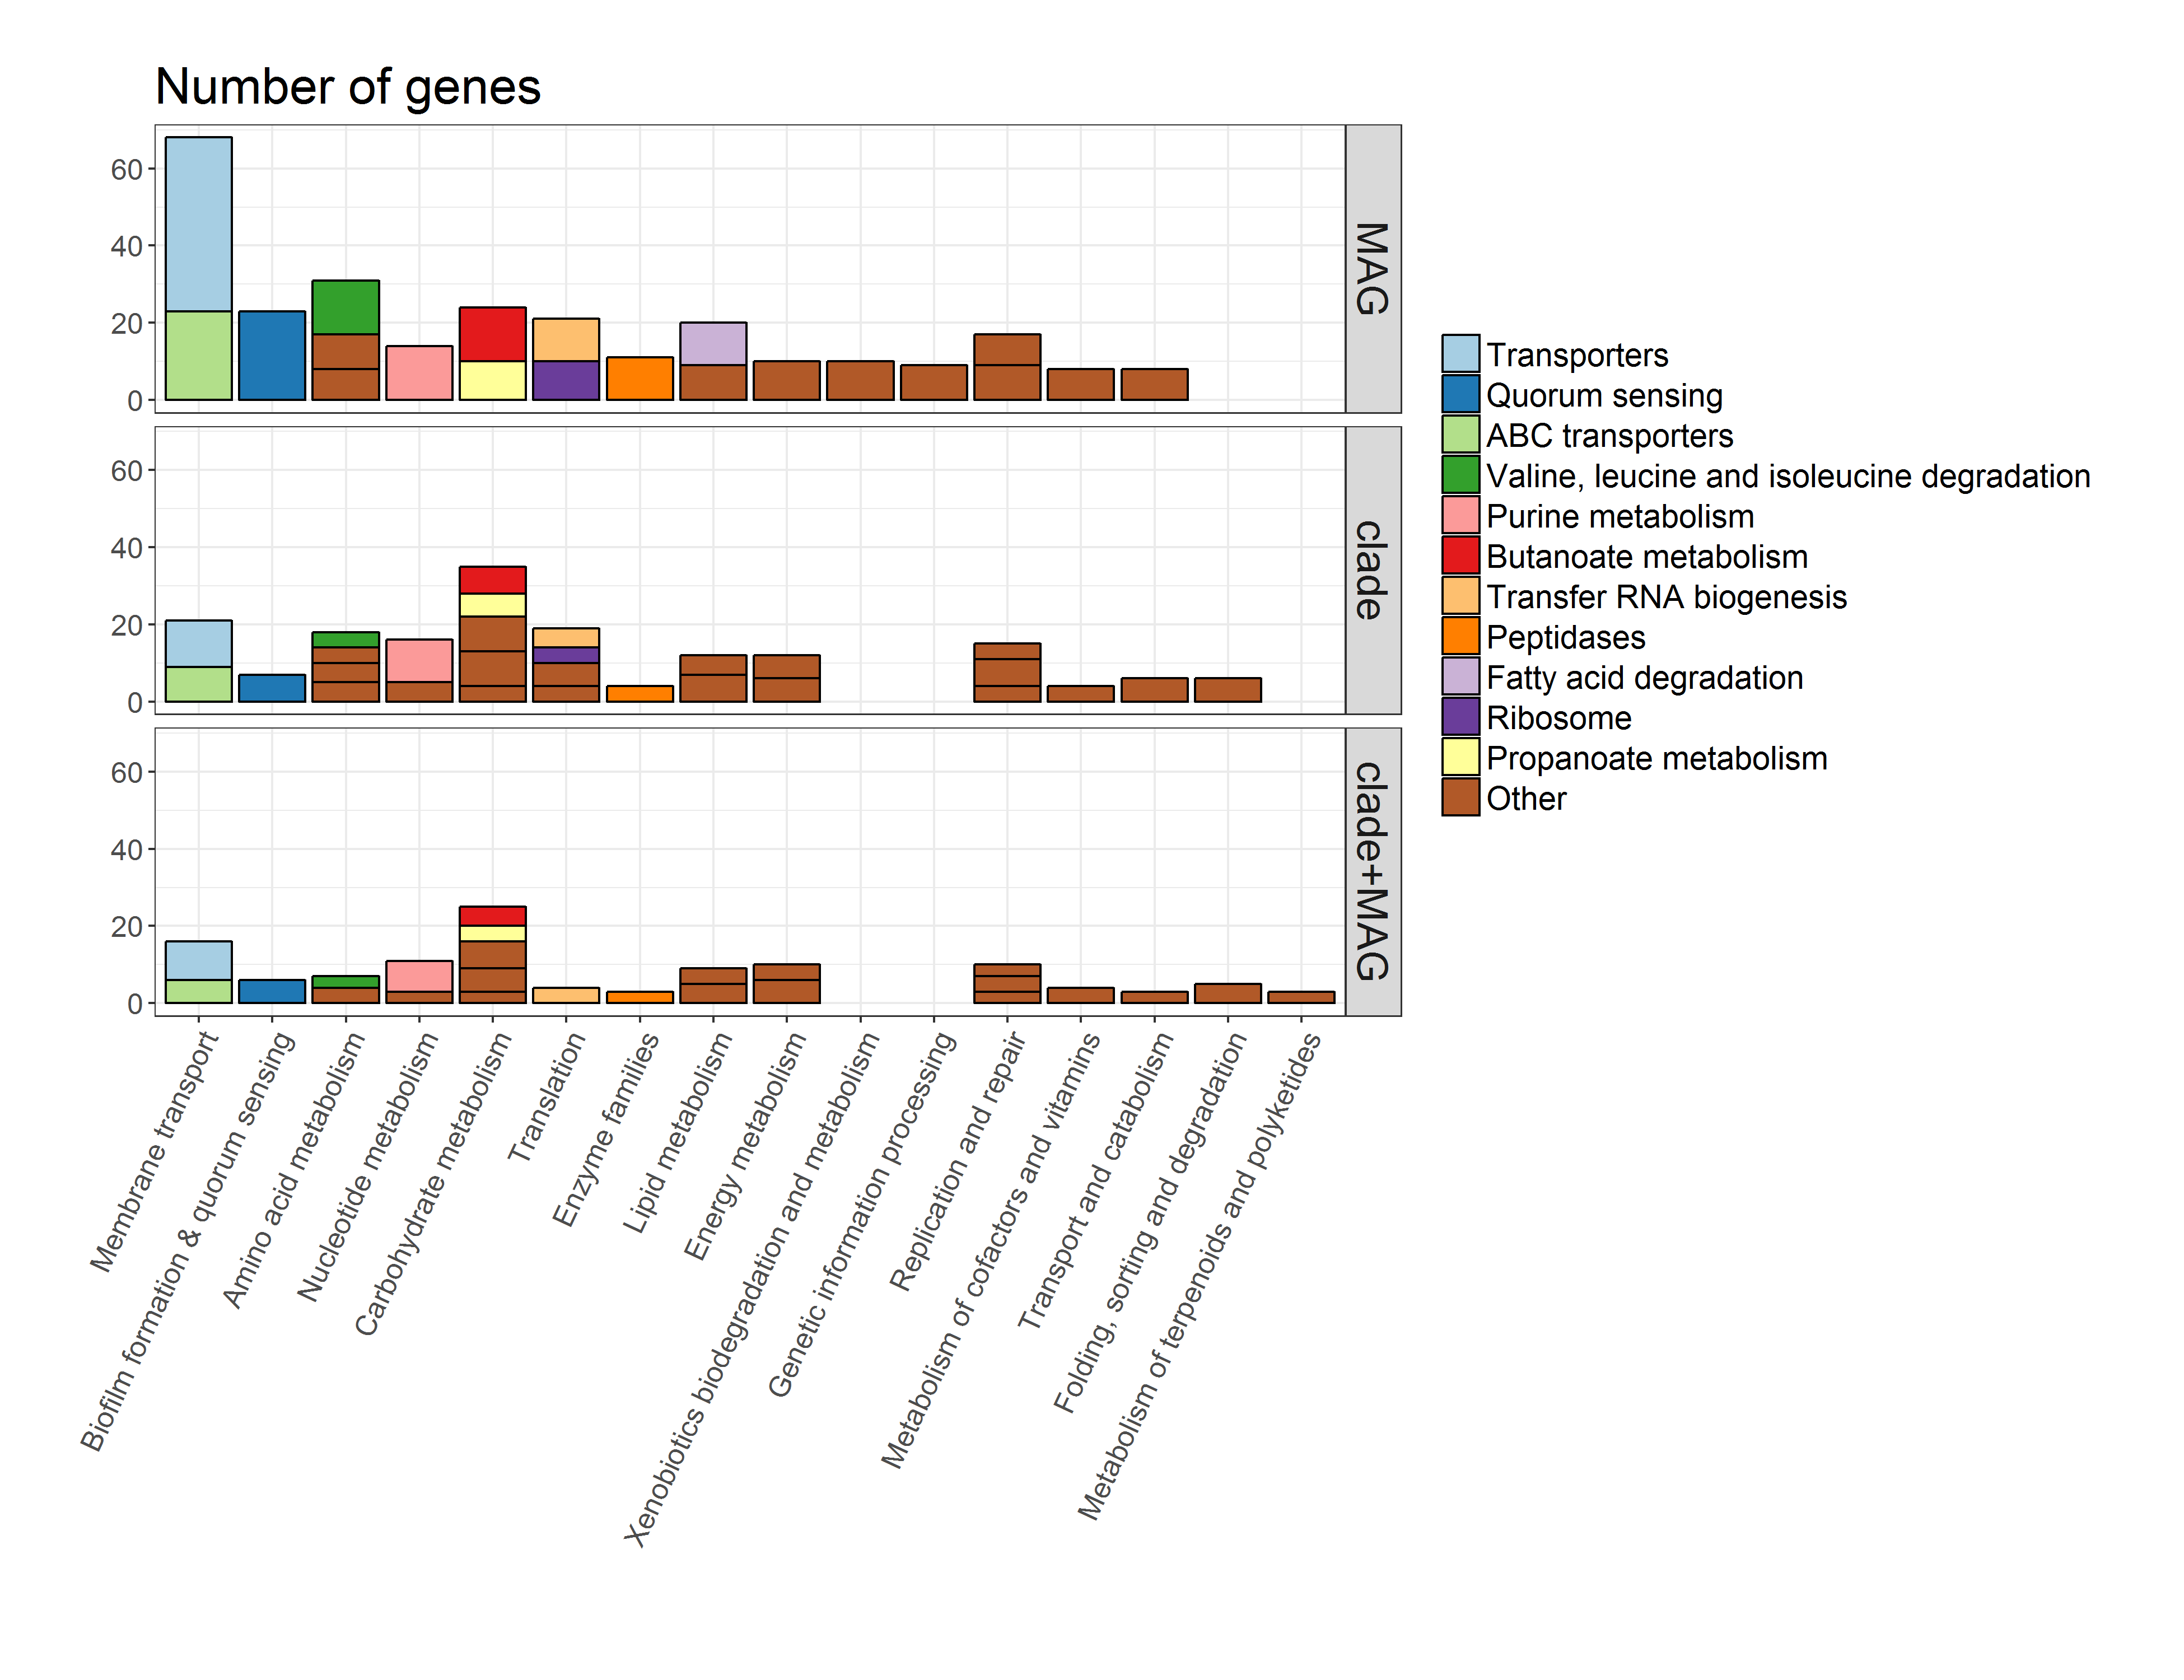 Number of genes
60
40
20
0
MAG
60
40
20
0
clade
60
40
20
0
clade+MAG
Membrane transport
Biofilm formation & quorum sensing
Amino acid metabolism
Nucleotide metabolism
Carbohydrate metabolism
Translation
Enzyme families
Lipid metabolism
Energy metabolism
Xenobiotics biodegradation and metabolism
Genetic information processing
Replication and repair
Metabolism of cofactors and vitamins
Transport and catabolism
Folding, sorting and degradation
Metabolism of terpenoids and polyketides
Transporters
Quorum sensing
ABC transporters
Valine, leucine and isoleucine degradation
Purine metabolism
Butanoate metabolism
Transfer RNA biogenesis
Peptidases
Fatty acid degradation
Ribosome
Propanoate metabolism
Other